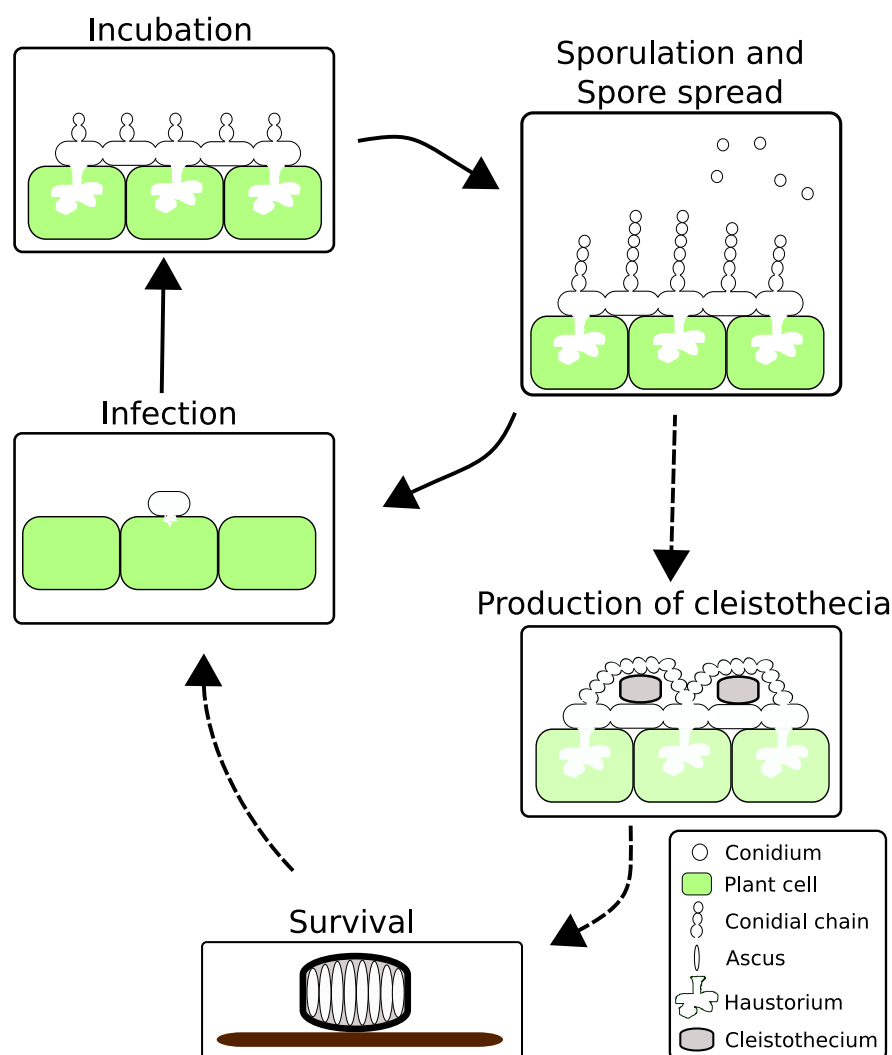 Incubation
Sporulation and
Spore spread
Infection
Production of cleistothecia
Survival
Conidium
Plant cell
Conidial chain
Ascus
Haustorium
Cleistothecium